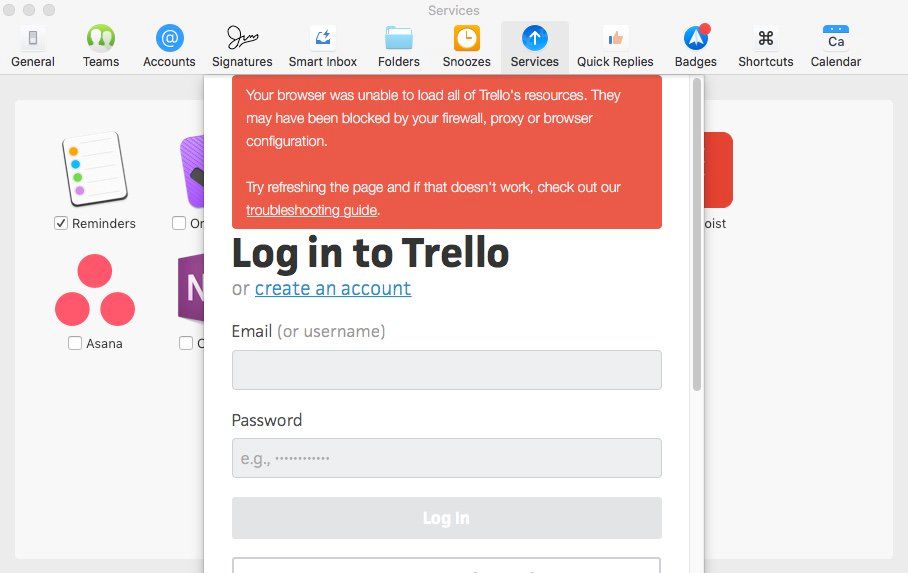 Services
General Teams Accounts Signatures Smart Inbox Folders Snoozes Services Quick Replies Badges Shortcuts Calendar
Ca
Your browser was unable to load all of Trello's resources. They
may have been blocked by your firewall, proxy or browser
configuration.
Try refreshing the page and if that doesn't work, check out our
troubleshooting guide.
Log in to Trello
or create an account
Email (or username)
Password
e.g., ············
Log In
Reminders
oist
N
Asana